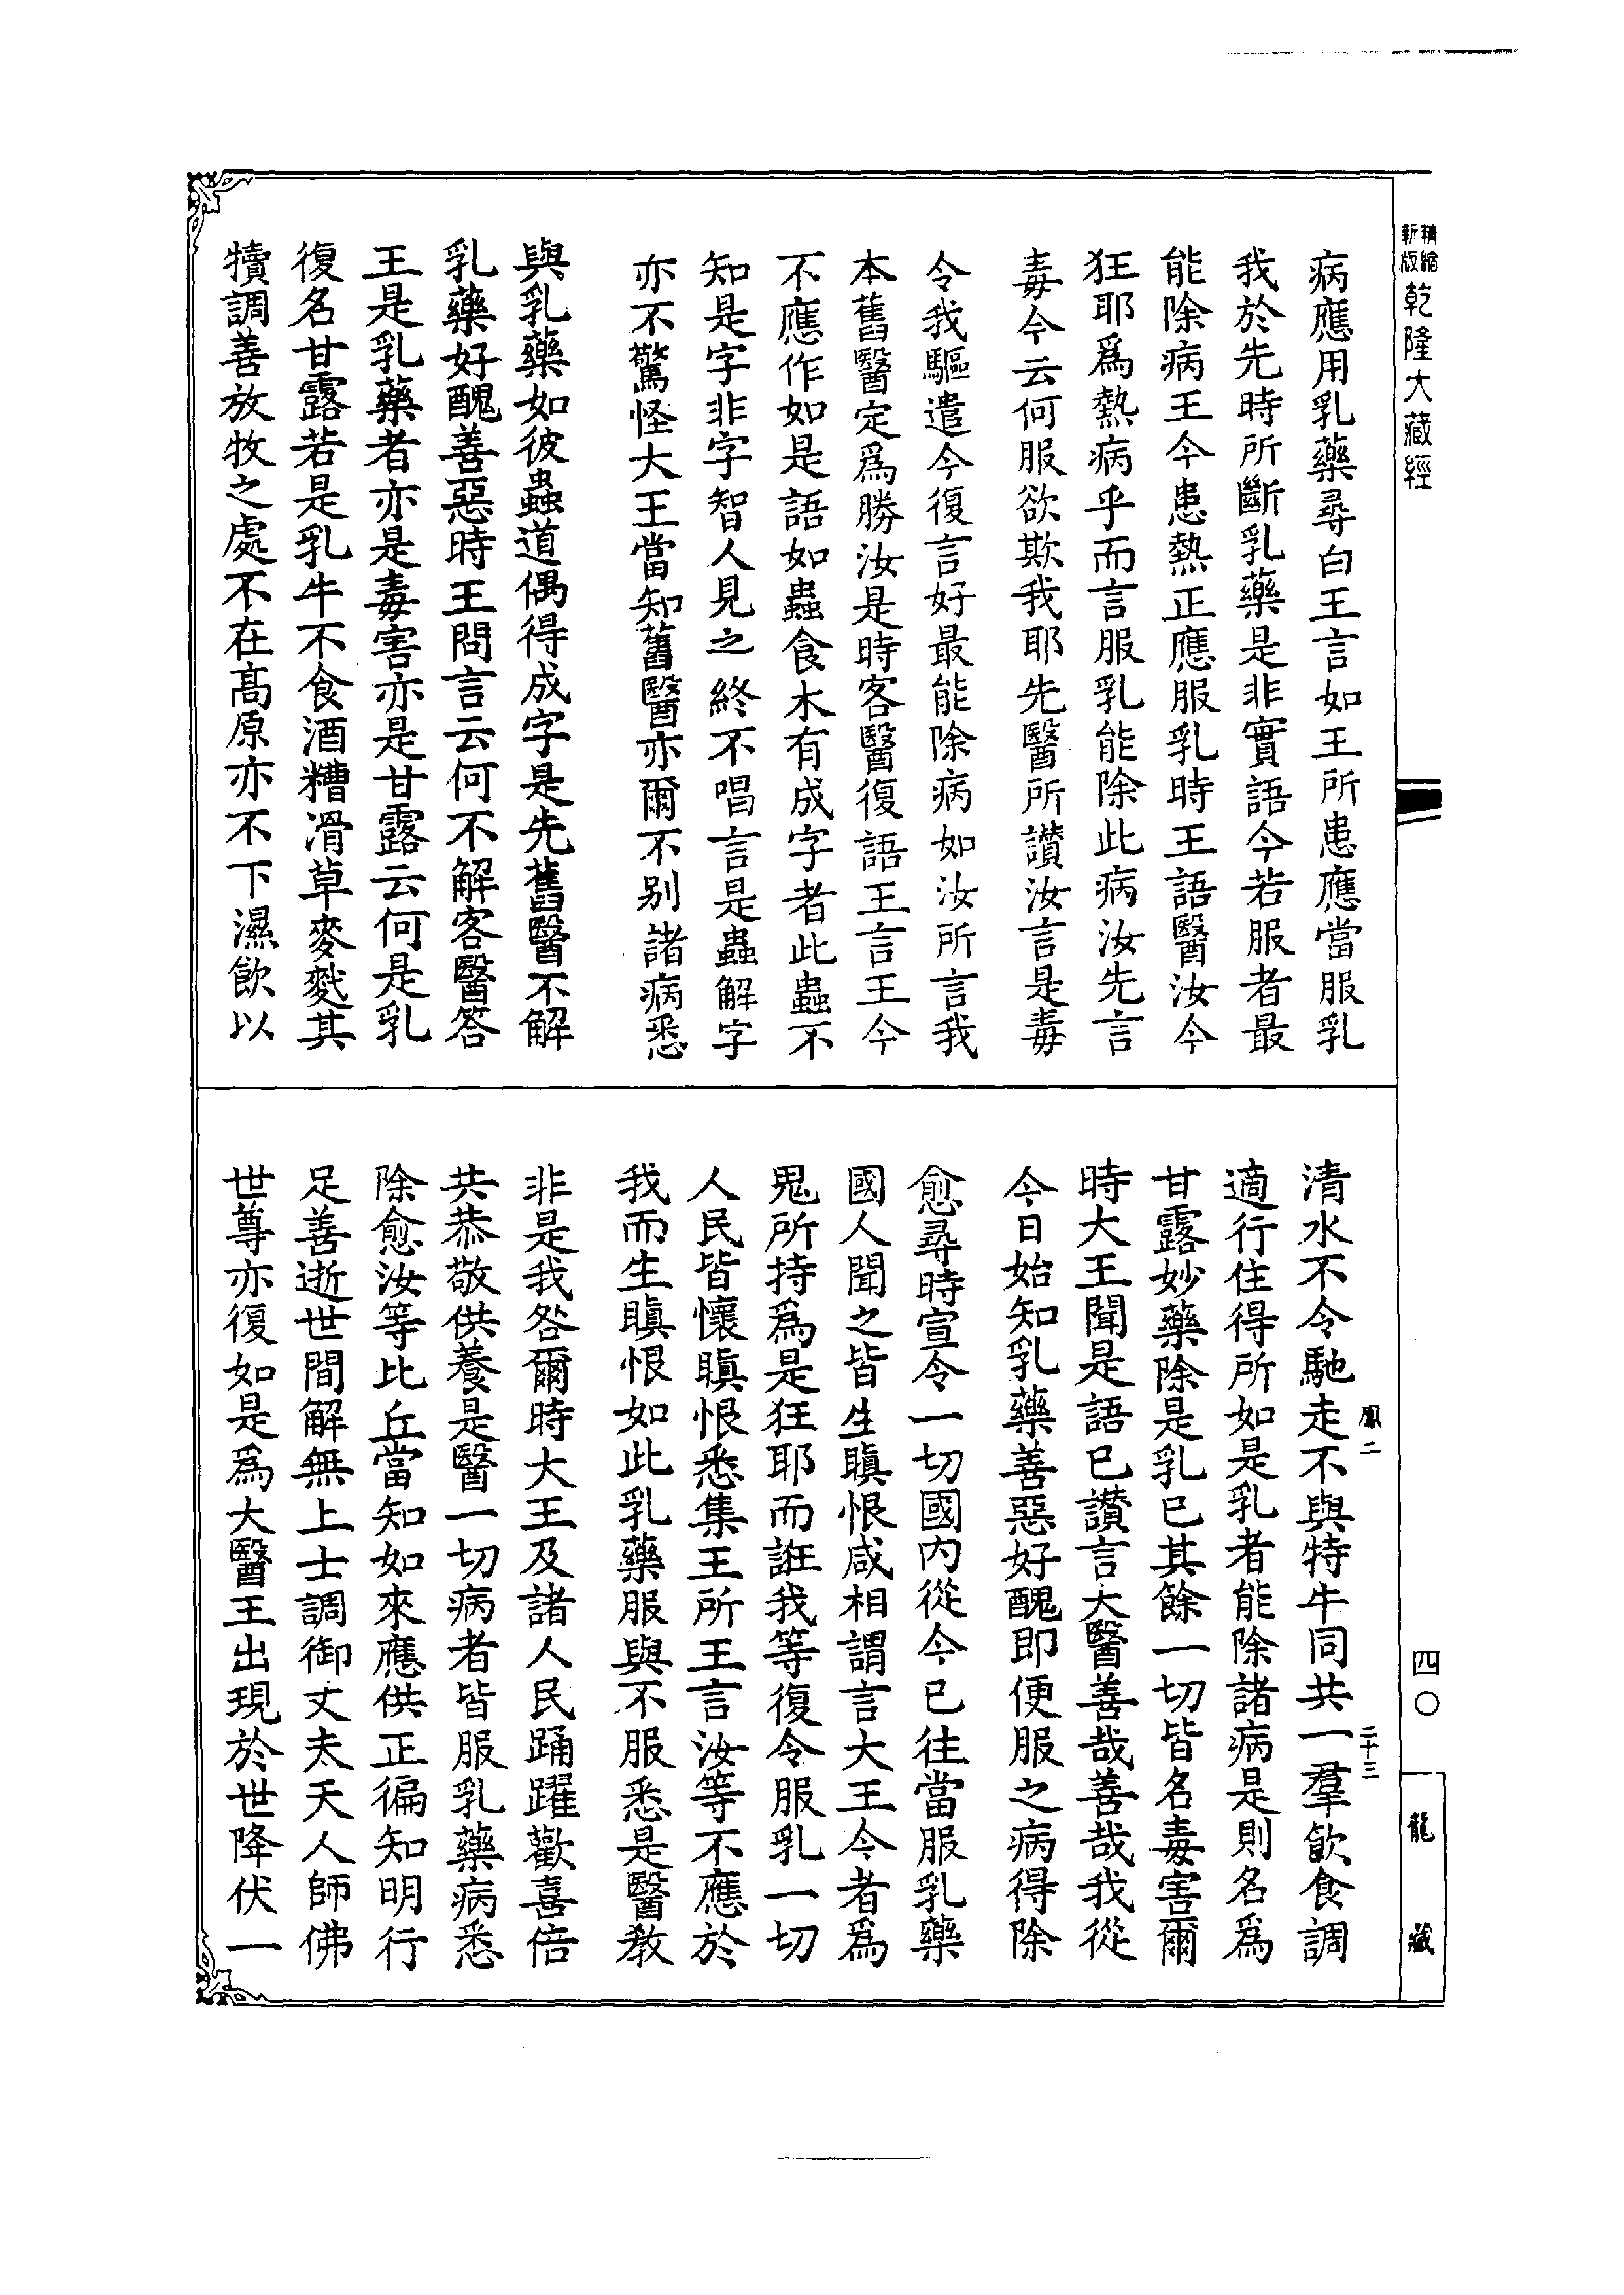 精縮
新版
乾隆大藏經
病應用乳藥尋白王言如王所患應當服乳
我於先時所斷乳藥是非實語今若服者最
能除病王今患熱正應服乳時王語醫汝今
狂耶爲熱病乎而言服乳能除此病汝先言
毒今云何服欲欺我耶先醫所讚汝言是毒
令我驅遣今復言好最能除病如汝所言我
本舊醫定爲勝汝是時客醫復語王言王今
不應作如是語如蟲食木有成字者此蟲不
知是字非字智人見之終不唱言是蟲解字
亦不驚怪大王當知舊醫亦爾不別諸病悉
與乳藥如彼蟲道偶得成字是先舊醫不解
乳藥好醜善惡時王問言云何不解客醫答
王是乳藥者亦是毒害亦是甘露云何是乳
復名甘露若是乳牛不食酒糟滑草麥䴬其
犢調善放牧之處不在高原亦不下濕飲以
清水不令馳走不與特牛同共一羣飲食調
適行住得所如是乳者能除諸病是則名爲
甘露妙藥除是乳已其餘一切皆名毒害爾
時大王聞是語已讚言大醫善哉善哉我從
今日始知乳藥善惡好醜即便服之病得除
愈尋時宣令一切國內從今已往當服乳藥
國人聞之皆生瞋恨咸相謂言大王今者爲
鬼所持爲是狂耶而誑我等復令服乳一切
人民皆懷瞋恨悉集王所王言汝等不應於
我而生瞋恨如此乳藥服與不服悉是醫教
非是我咎爾時大王及諸人民踊躍歡喜倍
共恭敬供養是醫一切病者皆服乳藥病悉
除愈汝等比丘當知如來應供正徧知明行
足善逝世間解無上士調御丈夫天人師佛
世尊亦復如是爲大醫王出現於世降伏一
鳳二
二十三
四〇
龍藏